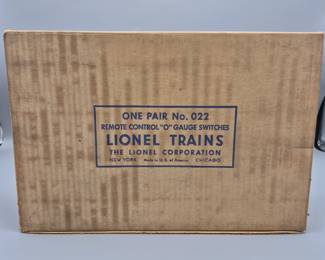 ONE PAIR No. 022
REMOTE CONTROL "O" GAUGE SWITCHES
LIONEL TRAINS
THE LIONEL CORPORATION
NEW YORK Made in U. S. of America CHICAGO